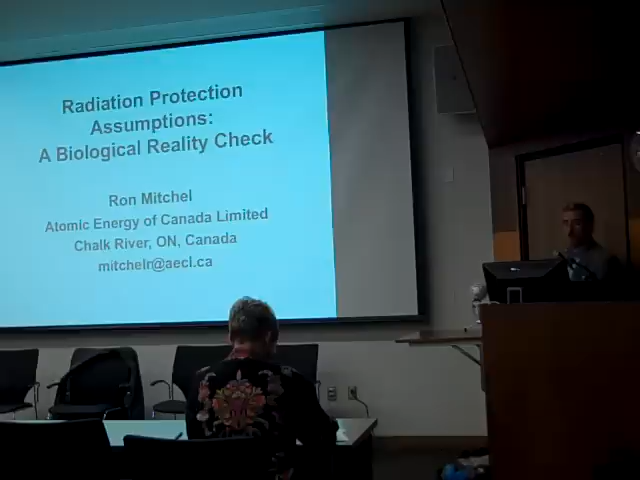 Radiation Protection
Assumptions:
A Biological Reality Check
Ron Mitchel
Atomic Energy of Canada Limited
Chalk River, ON, Canada
mitchelr@aecl.ca